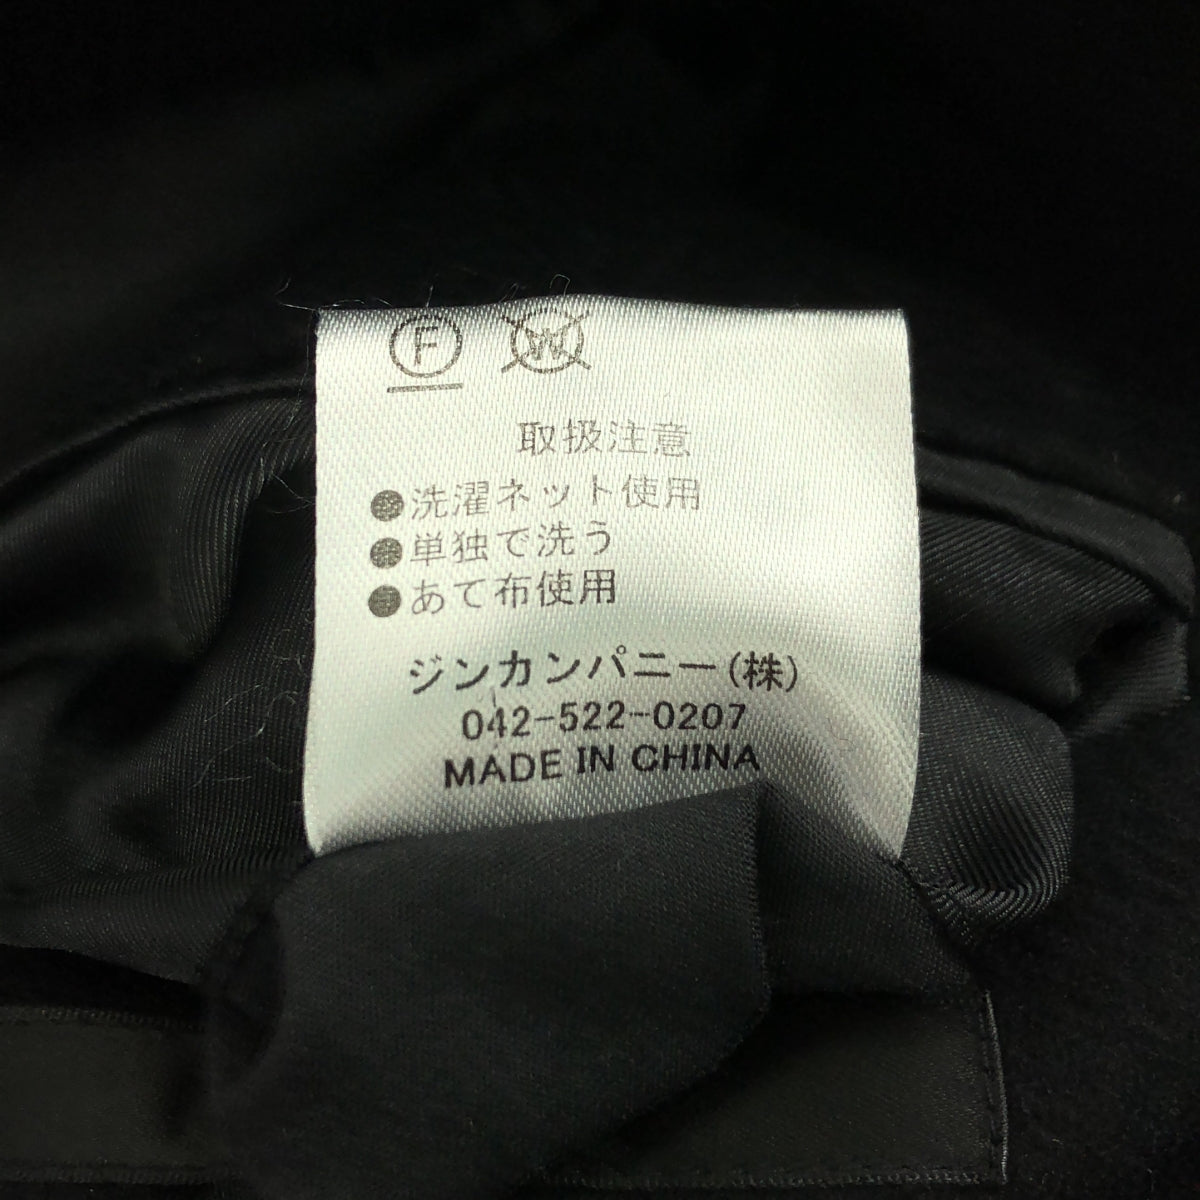 F W
取扱注意
●洗濯ネット使用
●単独で洗う
●あて布使用
ジンカンパニー(株)
042-522-0207
MADE IN CHINA